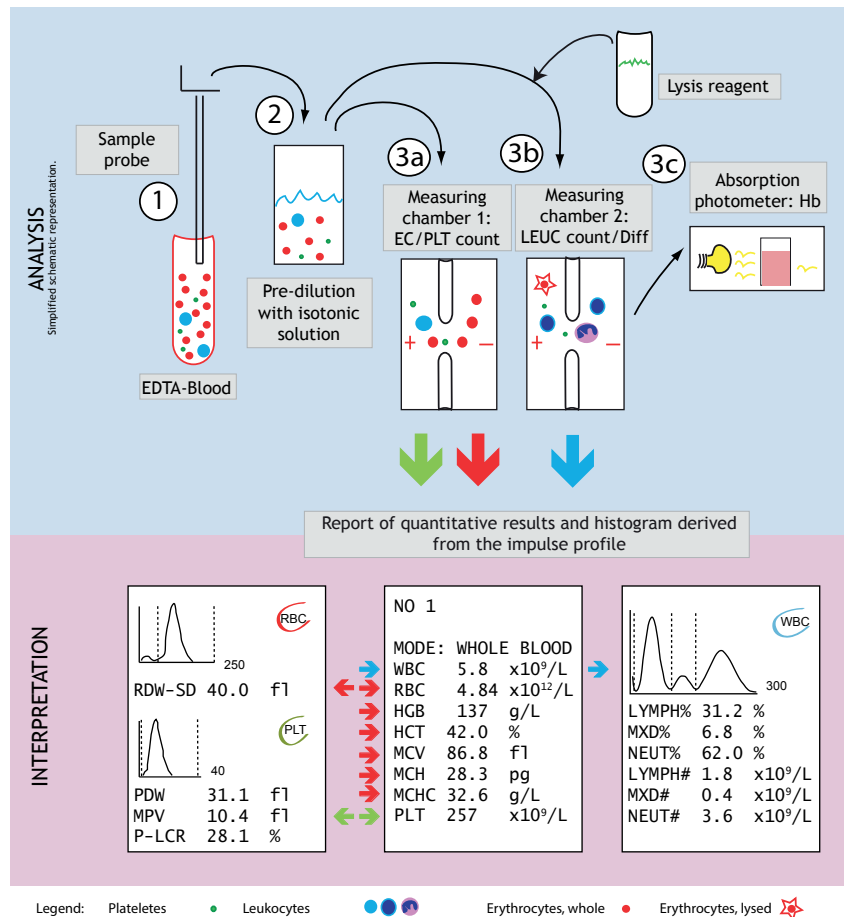 ANALYSIS
Simplified schematic representation.
Sample
probe
1
EDTA-Blood
2
Pre-dilution
with isotonic
solution
Lysis reagent
3a
Measuring
chamber 1:
EC/PLT count
+
–
3b
Measuring
chamber 2:
LEUC count/Diff
+
–
3c
Absorption
photometer: Hb
Report of quantitative results and histogram derived
from the impulse profile
INTERPRETATION
RBC
250
RDW-SD 40.0 fl
PLT
40
PDW 31.1 fl
MPV 10.4 fl
P-LCR 28.1 %
NO 1
MODE: WHOLE BLOOD
WBC 5.8 x10⁹/L
RBC 4.84 x10¹²/L
HGB 137 g/L
HCT 42.0 %
MCV 86.8 fl
MCH 28.3 pg
MCHC 32.6 g/L
PLT 257 x10⁹/L
WBC
300
LYMPH% 31.2 %
MXD% 6.8 %
NEUT% 62.0 %
LYMPH# 1.8 x10⁹/L
MXD# 0.4 x10⁹/L
NEUT# 3.6 x10⁹/L
Legend: Plateletes Leukocytes Erythrocytes, whole Erythrocytes, lysed